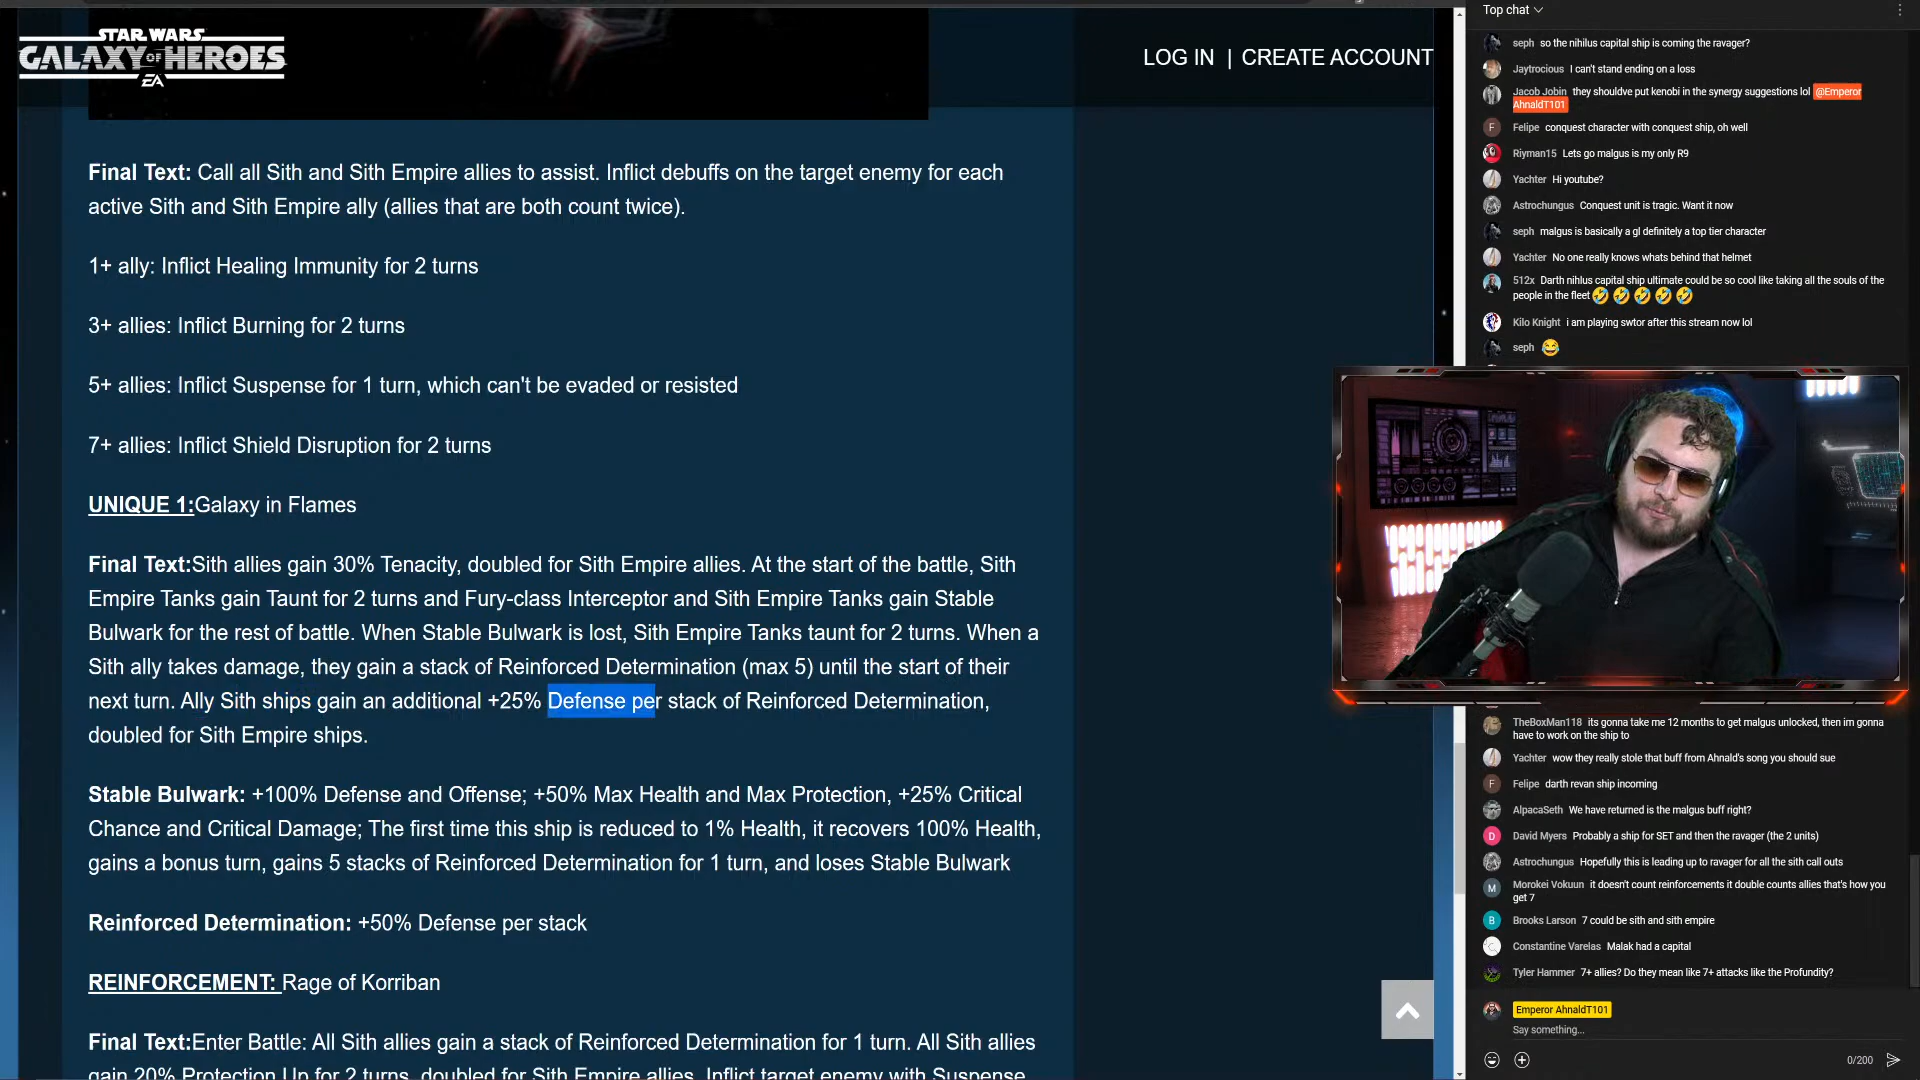 STAR WARS
GALAXY OF HEROES
EA
LOG IN | CREATE ACCOUNT
Final Text: Call all Sith and Sith Empire allies to assist. Inflict debuffs on the target enemy for each
active Sith and Sith Empire ally (allies that are both count twice).
1+ ally: Inflict Healing Immunity for 2 turns
3+ allies: Inflict Burning for 2 turns
5+ allies: Inflict Suspense for 1 turn, which can't be evaded or resisted
7+ allies: Inflict Shield Disruption for 2 turns
UNIQUE 1:Galaxy in Flames
Final Text:Sith allies gain 30% Tenacity, doubled for Sith Empire allies. At the start of the battle, Sith
Empire Tanks gain Taunt for 2 turns and Fury-class Interceptor and Sith Empire Tanks gain Stable
Bulwark for the rest of battle. When Stable Bulwark is lost, Sith Empire Tanks taunt for 2 turns. When a
Sith ally takes damage, they gain a stack of Reinforced Determination (max 5) until the start of their
next turn. Ally Sith ships gain an additional +25% Defense per stack of Reinforced Determination,
doubled for Sith Empire ships.
Stable Bulwark: +100% Defense and Offense; +50% Max Health and Max Protection, +25% Critical
Chance and Critical Damage; The first time this ship is reduced to 1% Health, it recovers 100% Health,
gains a bonus turn, gains 5 stacks of Reinforced Determination for 1 turn, and loses Stable Bulwark
Reinforced Determination: +50% Defense per stack
REINFORCEMENT: Rage of Korriban
Final Text:Enter Battle: All Sith allies gain a stack of Reinforced Determination for 1 turn. All Sith allies
gain 20% Protection Up for 2 turns, doubled for Sith Empire allies. Inflict target enemy with Suspense
Top chat
seph so the nihilus capital ship is coming the ravager?
Jaytrocious I can't stand ending on a loss
Jacob Jobin they shouldve put kenobi in the synergy suggestions lol @Emperor
AhnaldT101
F
Felipe conquest character with conquest ship, oh well
Riyman15 Lets go malgus is my only R9
Yachter Hi youtube?
Astrochungus Conquest unit is tragic. Want it now
seph malgus is basically a gl definitely a top tier character
Yachter No one really knows whats behind that helmet
512x Darth nihlus capital ship ultimate could be so cool like taking all the souls of the
people in the fleet 🤣 🤣 🤣 🤣 🤣
Kilo Knight i am playing swtor after this stream now lol
seph 😂
TheBoxMan118 its gonna take me 12 months to get malgus unlocked, then im gonna
have to work on the ship to
Yachter wow they really stole that buff from Ahnald's song you should sue
F
Felipe darth revan ship incoming
AlpacaSeth We have returned is the malgus buff right?
D
David Myers Probably a ship for SET and then the ravager (the 2 units)
Astrochungus Hopefully this is leading up to ravager for all the sith call outs
M
Morokei Vokuun it doesn't count reinforcements it double counts allies that's how you
get 7
B
Brooks Larson 7 could be sith and sith empire
Constantine Varelas Malak had a capital
Tyler Hammer 7+ allies? Do they mean like 7+ attacks like the Profundity?
Emperor AhnaldT101
Say something...
0/200